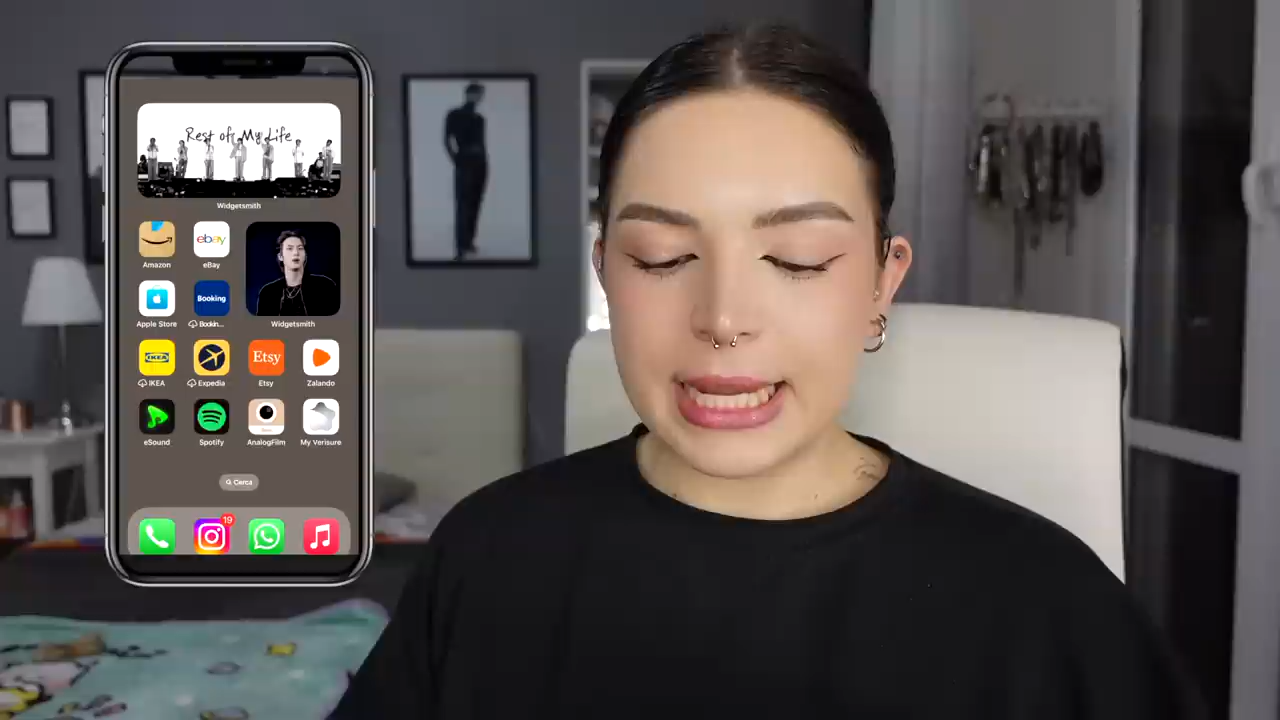 Rest of My Life
Widgetsmith
Amazon
ebay
eBay
Apple Store
Booking
Bookin...
Widgetsmith
IKEA
IKEA
Expedia
Etsy
Etsy
Zalando
eSound
Spotify
AnalogFilm
My Verisure
Cerca
19